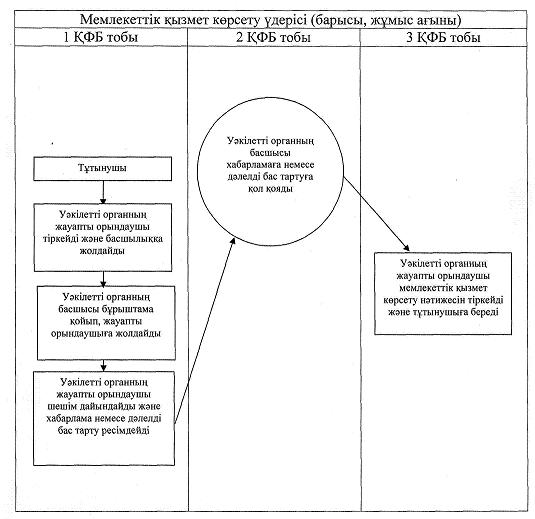 Мемлекеттік қызмет көрсету үдерісі (барысы, жұмыс ағыны)
1 ҚФБ тобы
2 ҚФБ тобы
3 ҚФБ тобы
Тұтынушы
Уәкілетті органның
жауапты орындаушы
тіркейді және басшылыққа
жолдайды
Уәкілетті органның
басшысы бұрыштама
қойып, жауапты
орындаушыға жолдайды
Уәкілетті органның
жауапты орындаушы
шешім дайындайды және
хабарлама немесе дәлелді
бас тарту ресімдейді
Уәкілетті органның
басшысы
хабарламаға немесе
дәлелді бас тартуға
қол қояды
Уәкілетті органның
жауапты орындаушы
мемлекеттік қызмет
көрсету нәтижесін тіркейді
және тұтынушыға береді